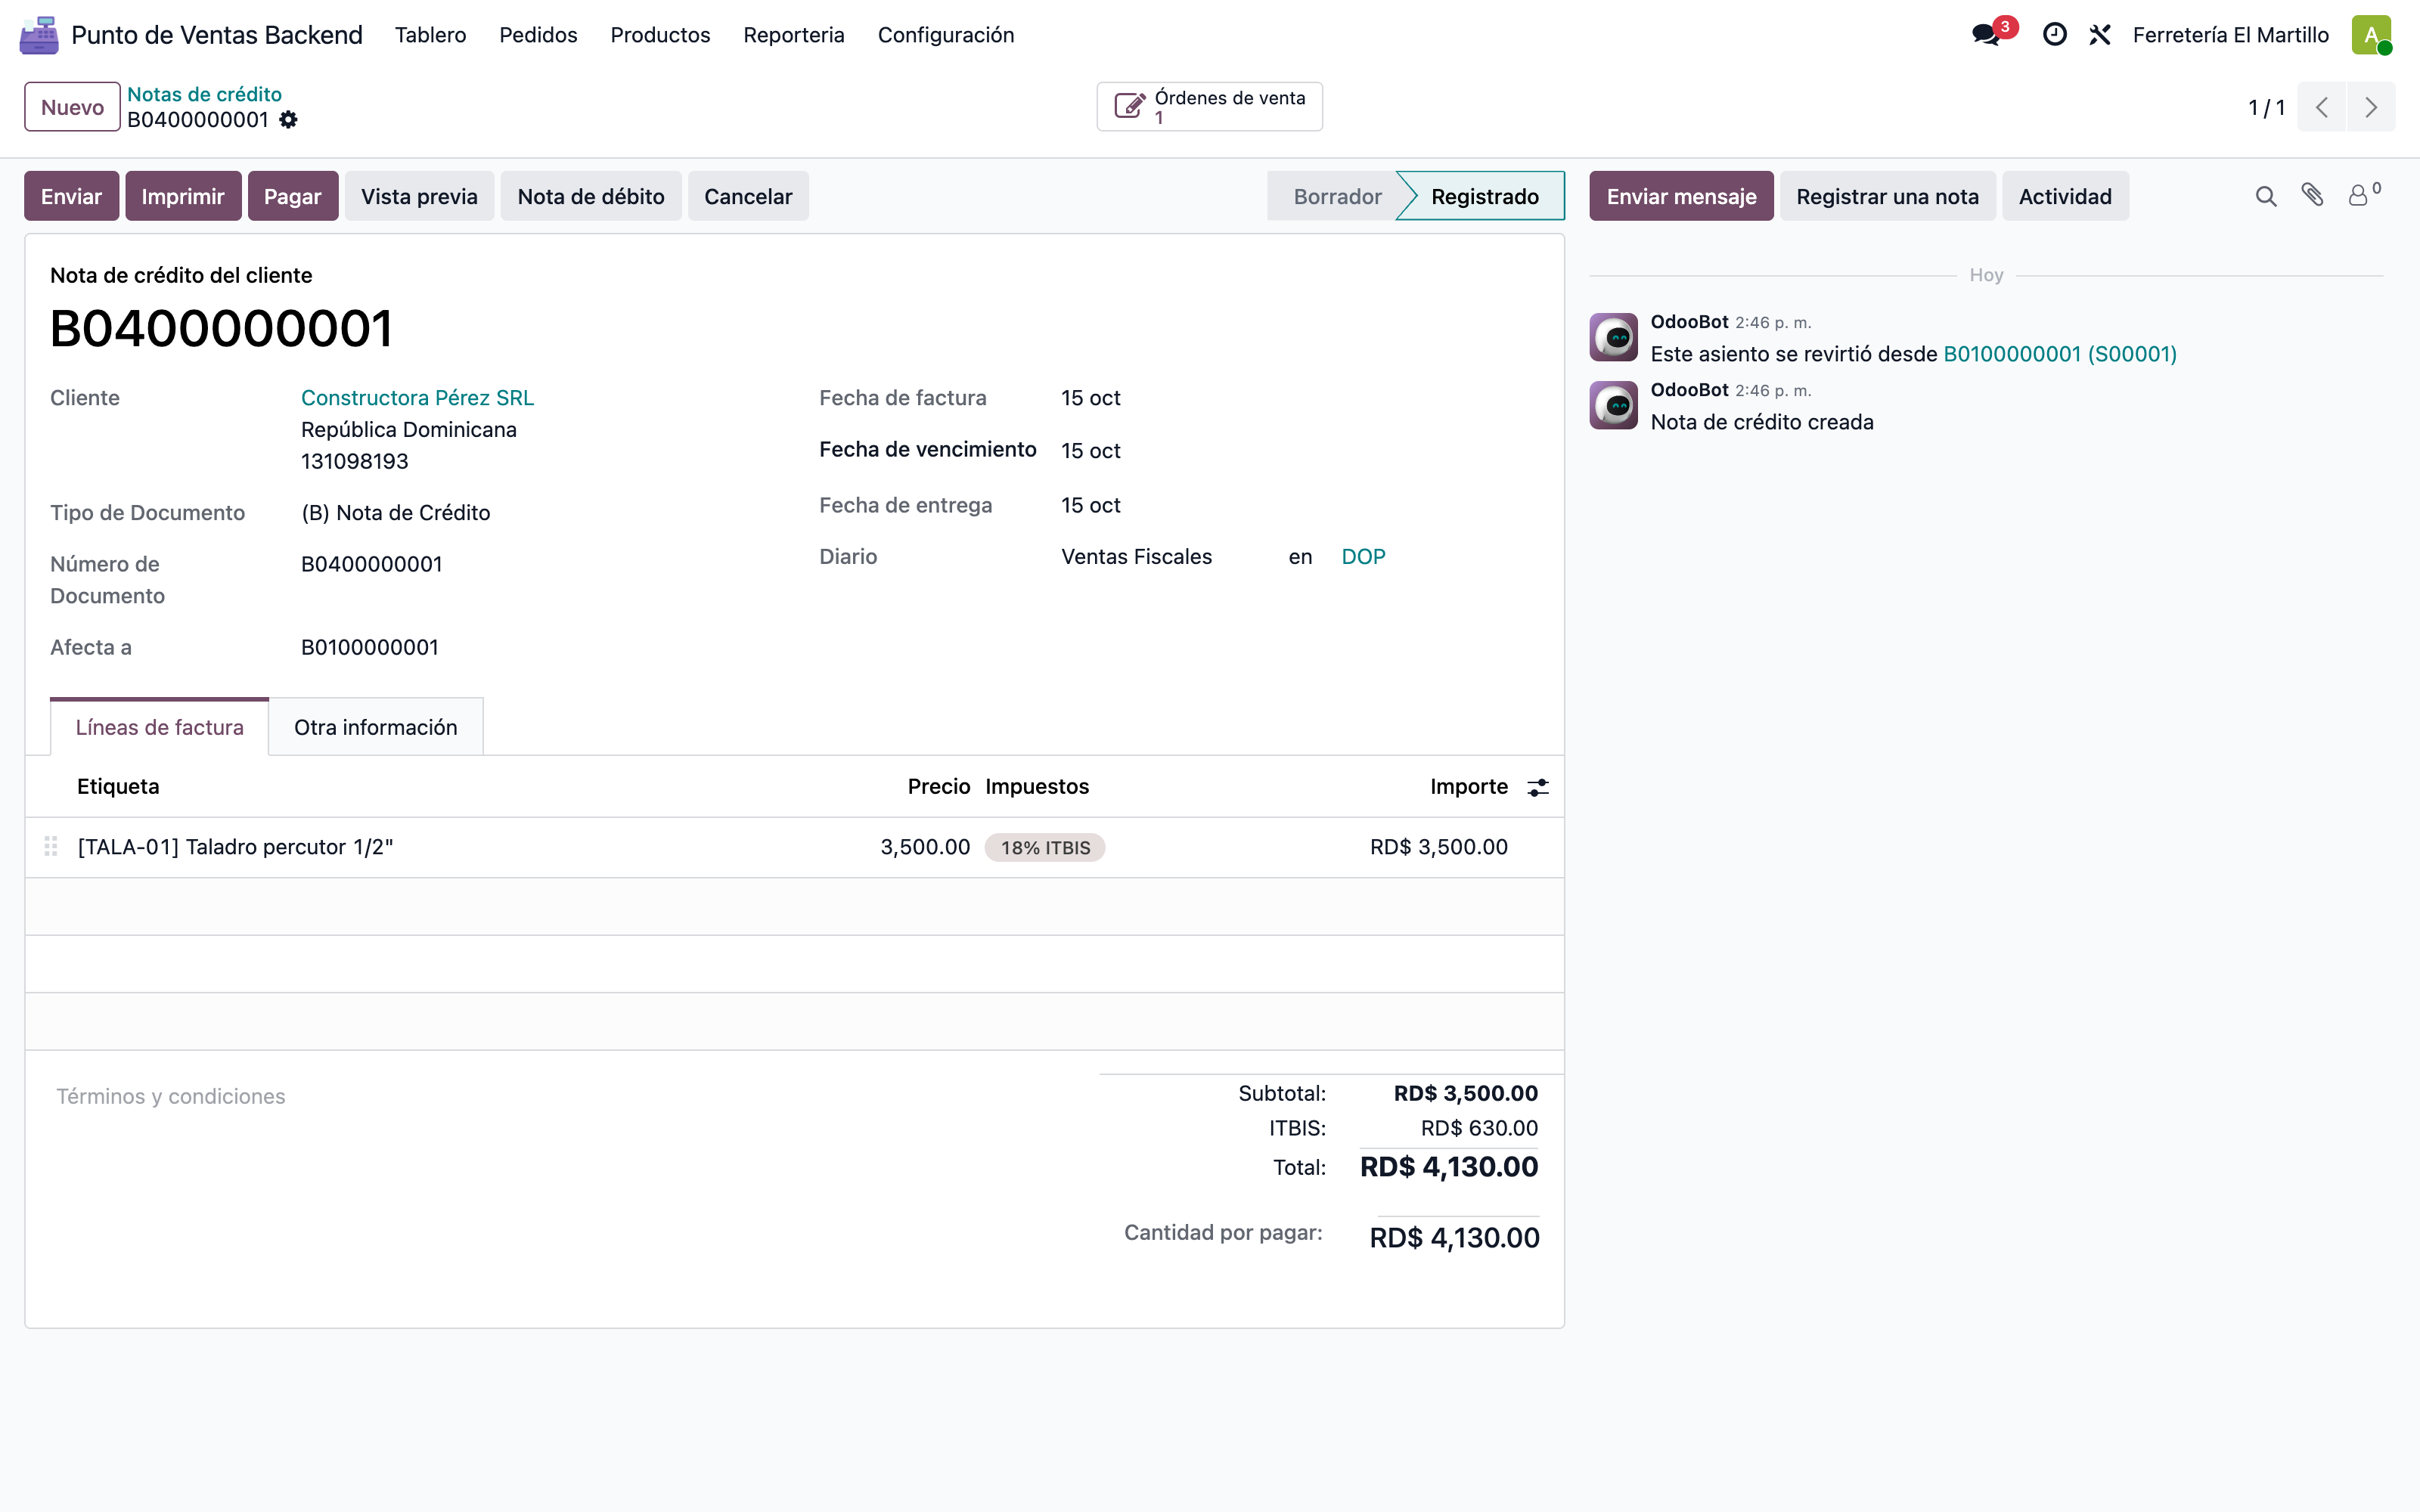 Punto de Ventas Backend
Tablero
Pedidos
Productos
Reporteria
Configuración
3
Ferretería El Martillo
A
Nuevo
Notas de crédito
B0400000001
Órdenes de venta
1
1 / 1
Enviar
Imprimir
Pagar
Vista previa
Nota de débito
Cancelar
Borrador
Registrado
Enviar mensaje
Registrar una nota
Actividad
0
Nota de crédito del cliente
B0400000001
Cliente
Constructora Pérez SRL
República Dominicana
131098193
Tipo de Documento
(B) Nota de Crédito
Número de
Documento
B0400000001
Afecta a
B0100000001
Fecha de factura
15 oct
Fecha de vencimiento
15 oct
Fecha de entrega
15 oct
Diario
Ventas Fiscales
en
DOP
Líneas de factura
Otra información
Etiqueta
Precio
Impuestos
Importe
[TALA-01] Taladro percutor 1/2"
3,500.00
18% ITBIS
RD$ 3,500.00
Términos y condiciones
Subtotal:
RD$ 3,500.00
ITBIS:
RD$ 630.00
Total:
RD$ 4,130.00
Cantidad por pagar:
RD$ 4,130.00
Hoy
OdooBot 2:46 p. m.
Este asiento se revirtió desde B0100000001 (S00001)
OdooBot 2:46 p. m.
Nota de crédito creada